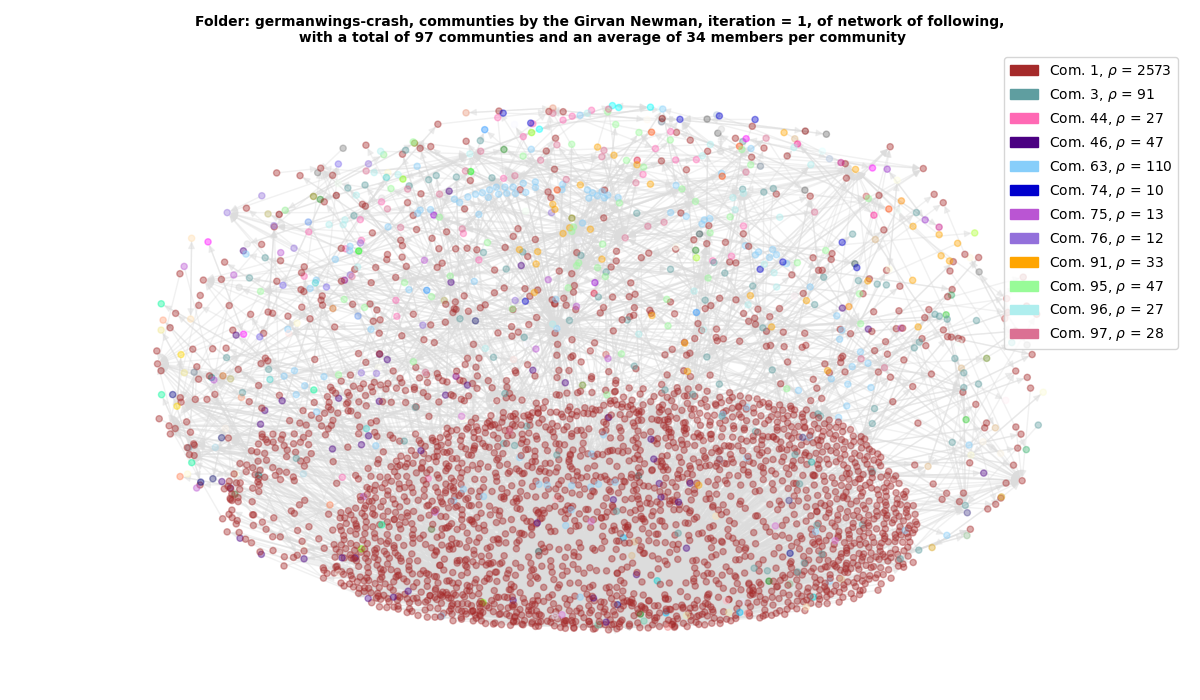 Folder: germanwings-crash, communties by the Girvan Newman, iteration = 1, of network of following,
with a total of 97 communties and an average of 34 members per community
Com. 1, ρ = 2573
Com. 3, ρ = 91
Com. 44, ρ = 27
Com. 46, ρ = 47
Com. 63, ρ = 110
Com. 74, ρ = 10
Com. 75, ρ = 13
Com. 76, ρ = 12
Com. 91, ρ = 33
Com. 95, ρ = 47
Com. 96, ρ = 27
Com. 97, ρ = 28